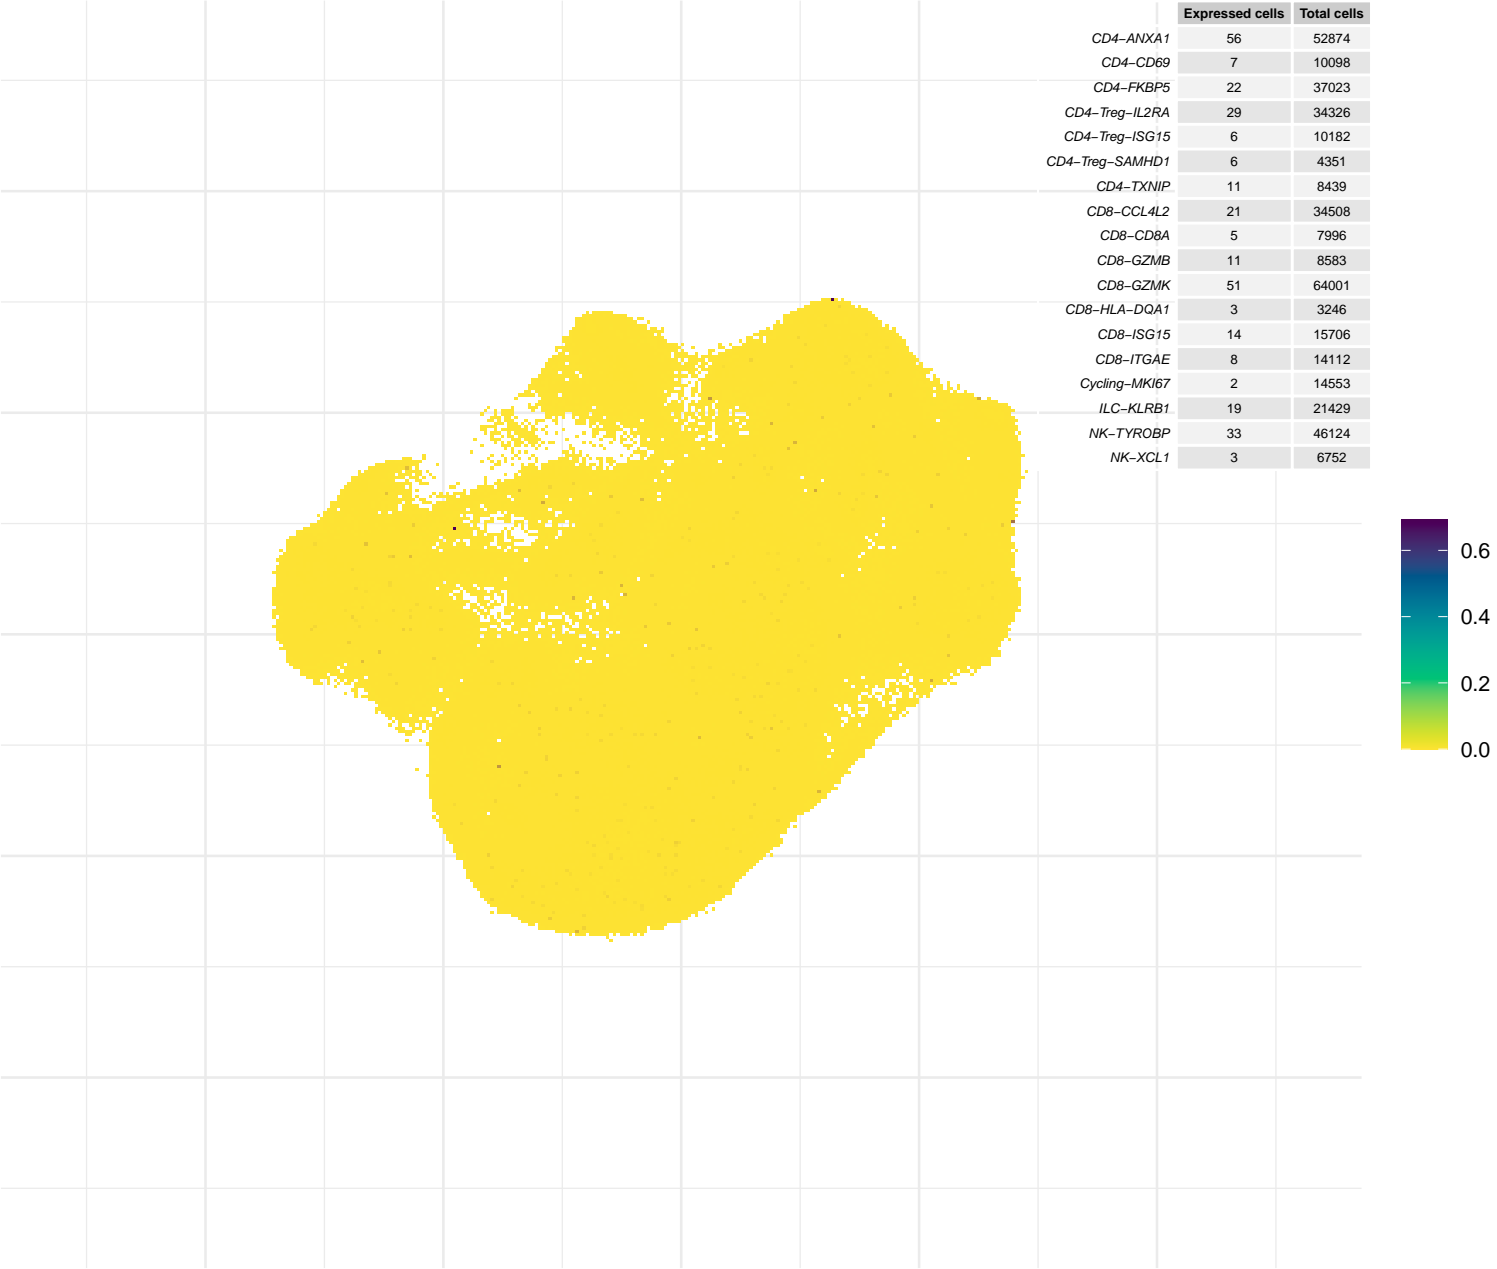 Expressed cells Total cells
CD4−ANXA1 56 52874
CD4−CD69 7 10098
CD4−FKBP5 22 37023
CD4−Treg−IL2RA 29 34326
CD4−Treg−ISG15 6 10182
CD4−Treg−SAMHD1 6 4351
CD4−TXNIP 11 8439
CD8−CCL4L2 21 34508
CD8−CD8A 5 7996
CD8−GZMB 11 8583
CD8−GZMK 51 64001
CD8−HLA−DQA1 3 3246
CD8−ISG15 14 15706
CD8−ITGAE 8 14112
Cycling−MKI67 2 14553
ILC−KLRB1 19 21429
NK−TYROBP 33 46124
NK−XCL1 3 6752
0.6
0.4
0.2
0.0